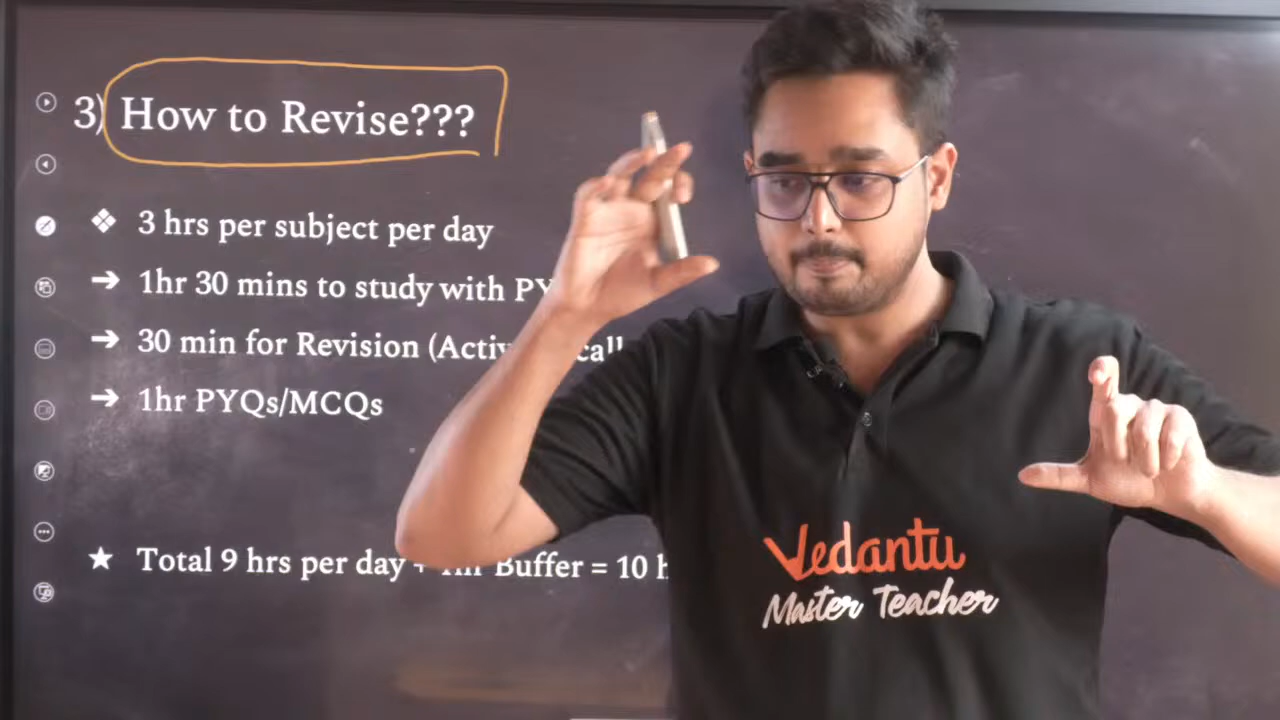 3) How to Revise???
❖ 3 hrs per subject per day
➔ 1hr 30 mins to study with
➔ 30 min for Revision
➔ 1hr PYQs/MCQs
★ Total 9 hrs per day + 1hr Buffer = 10
Vedantu
Master Teacher